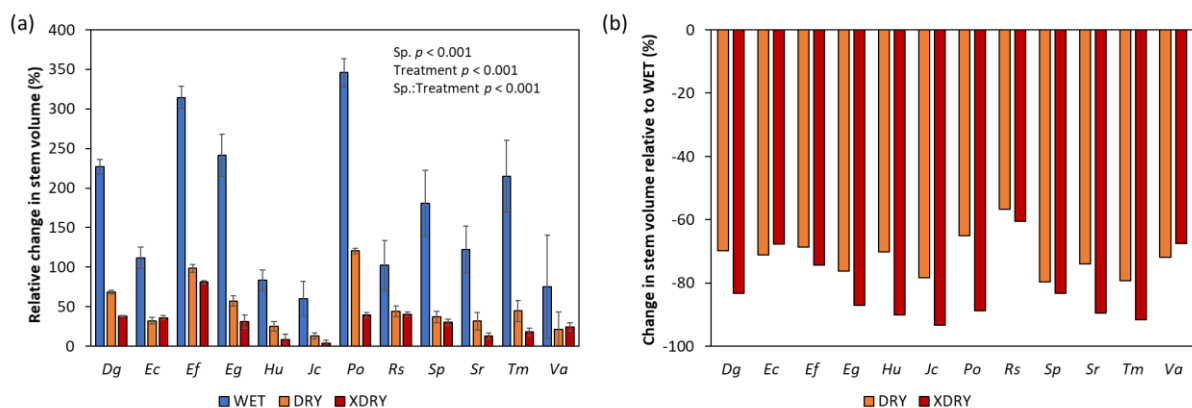 (a)
Relative change in stem volume (%)
400
350
300
250
200
150
100
50
0
Sp. p < 0.001
Treatment p < 0.001
Sp.:Treatment p < 0.001
Dg Ec Ef Eg Hu Jc Po Rs Sp Sr Tm Va
WET DRY XDRY
(b)
Change in stem volume relative to WET (%)
0
-20
-40
-60
-80
-100
Dg Ec Ef Eg Hu Jc Po Rs Sp Sr Tm Va
DRY XDRY